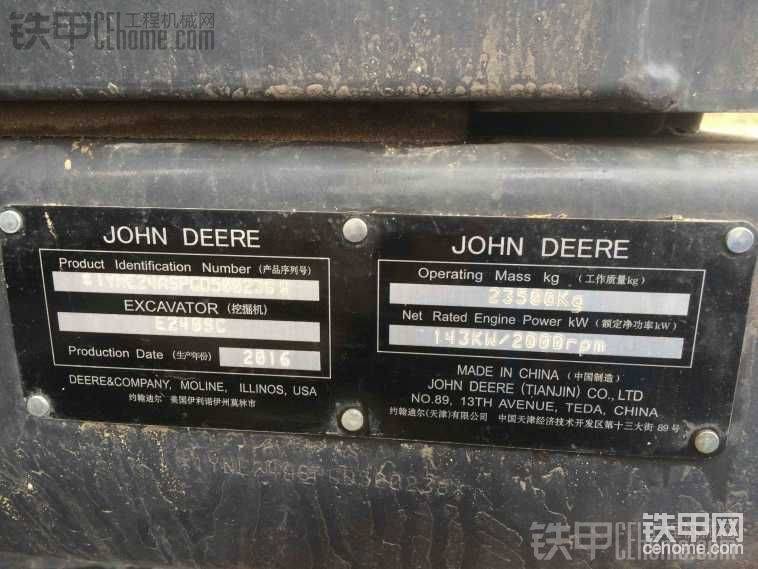 铁甲 工程机械网
CEhome.com
JOHN DEERE
Product Identification Number (产品序列号)
EXCAVATOR (挖掘机)
E240SC
Production Date (生产年份) 2016
DEERE&COMPANY, MOLINE, ILLINOS, USA
约翰迪尔 美国伊利诺伊州莫林市
JOHN DEERE
Operating Mass kg (工作质量kg)
23500Kg
Net Rated Engine Power kW (额定净功率kW)
143KW/2000rpm
MADE IN CHINA (中国制造)
JOHN DEERE (TIANJIN) CO., LTD
NO.89, 13TH AVENUE, TEDA, CHINA
约翰迪尔(天津)有限公司 中国天津经济技术开发区第十三大街 89 号
铁甲
铁甲网
cehome.com